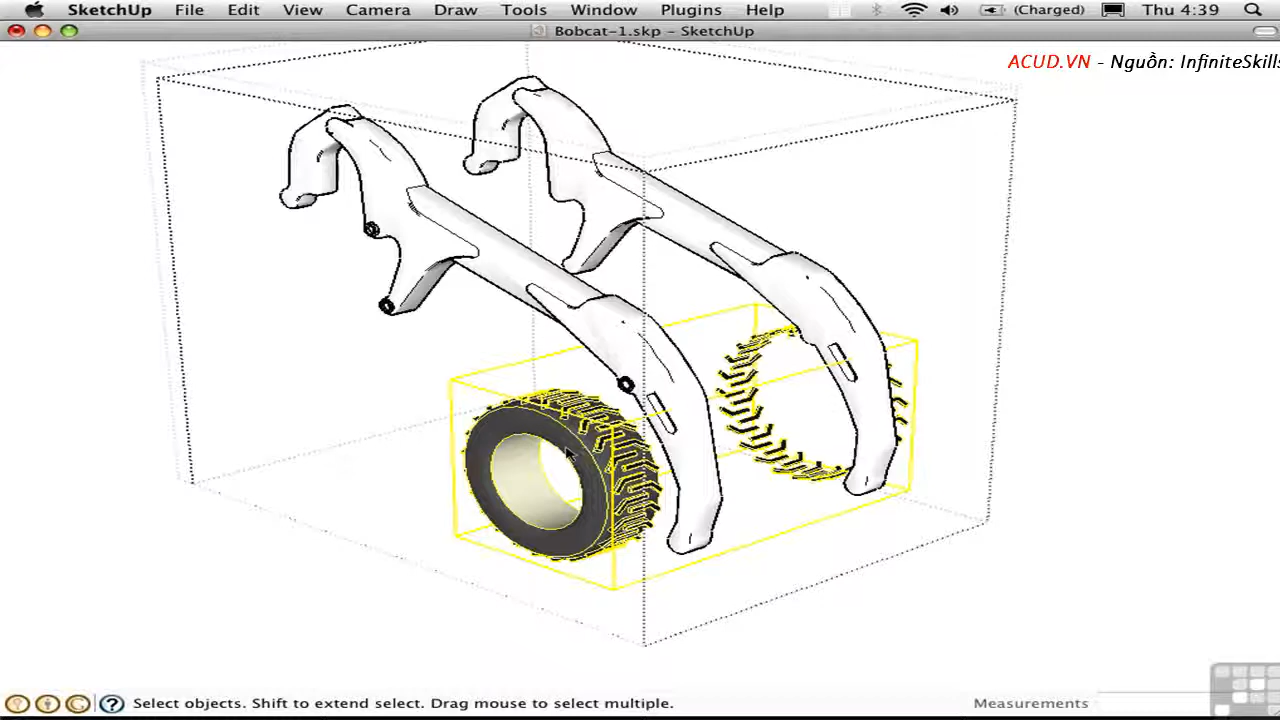 SketchUp File Edit View Camera Draw Tools Window Plugins Help (Charged) Thu 4:39
Bobcat-1.skp - SketchUp
ACUD.VN - Nguồn: InfiniteSkills
? Select objects. Shift to extend select. Drag mouse to select multiple. Measurements